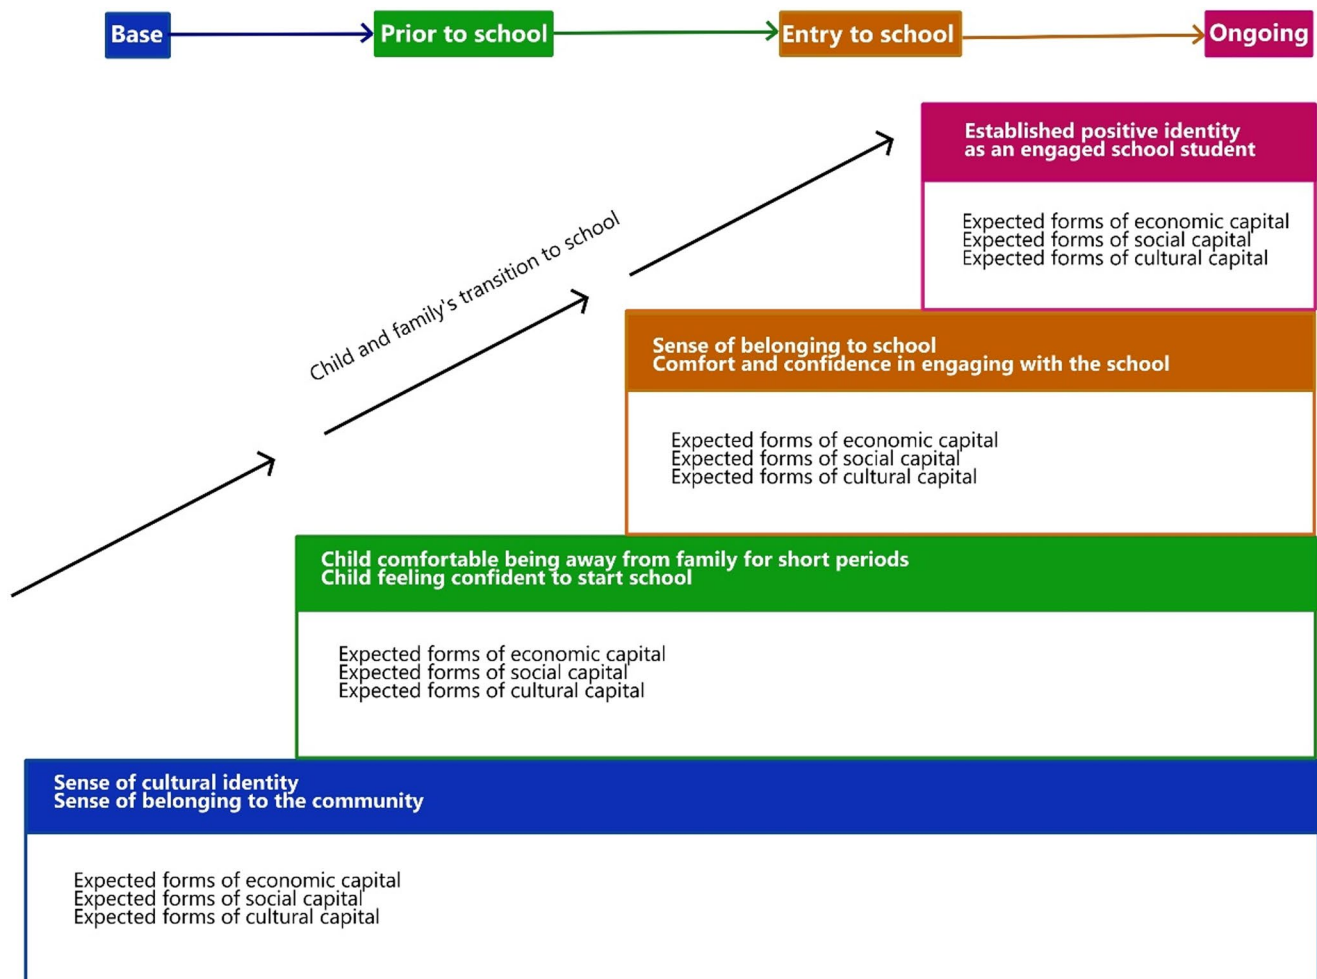 Base
Prior to school
Entry to school
Ongoing
Established positive identity
as an engaged school student
Expected forms of economic capital
Expected forms of social capital
Expected forms of cultural capital
Child and family's transition to school
Sense of belonging to school
Comfort and confidence in engaging with the school
Expected forms of economic capital
Expected forms of social capital
Expected forms of cultural capital
Child comfortable being away from family for short periods
Child feeling confident to start school
Expected forms of economic capital
Expected forms of social capital
Expected forms of cultural capital
Sense of cultural identity
Sense of belonging to the community
Expected forms of economic capital
Expected forms of social capital
Expected forms of cultural capital